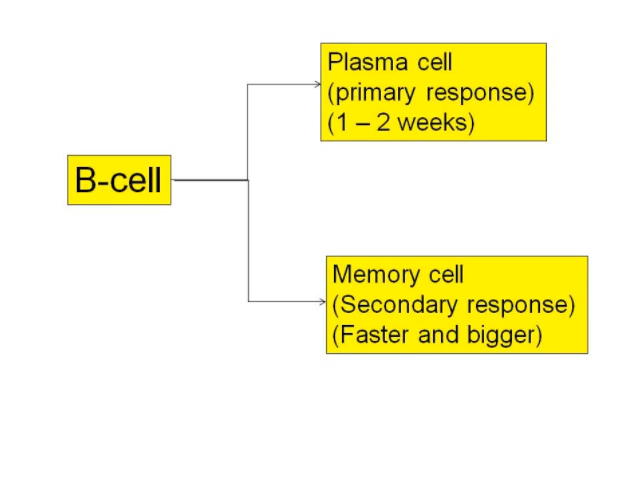 B-cell
Plasma cell
(primary response)
(1 – 2 weeks)
Memory cell
(Secondary response)
(Faster and bigger)